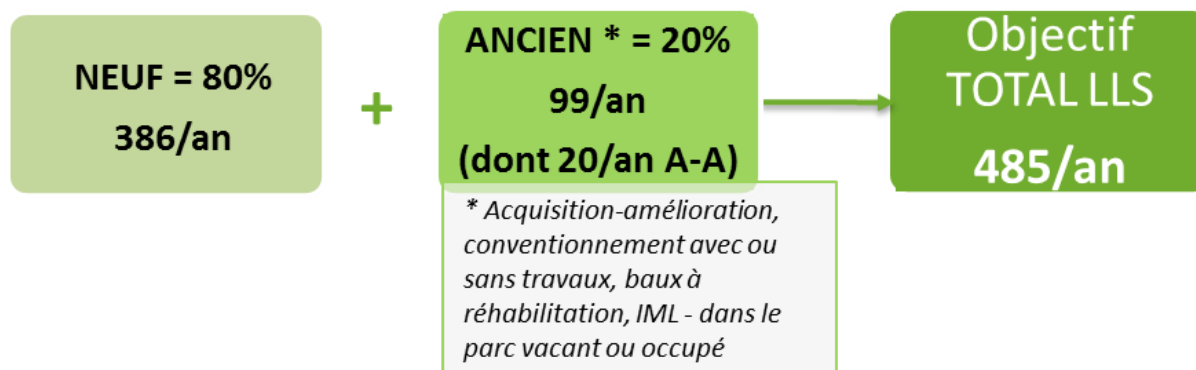 NEUF = 80%
386/an
+
ANCIEN * = 20%
99/an
(dont 20/an A-A)
* Acquisition-amélioration,
conventionnement avec ou
sans travaux, baux à
réhabilitation, IML - dans le
parc vacant ou occupé
Objectif
TOTAL LLS
485/an